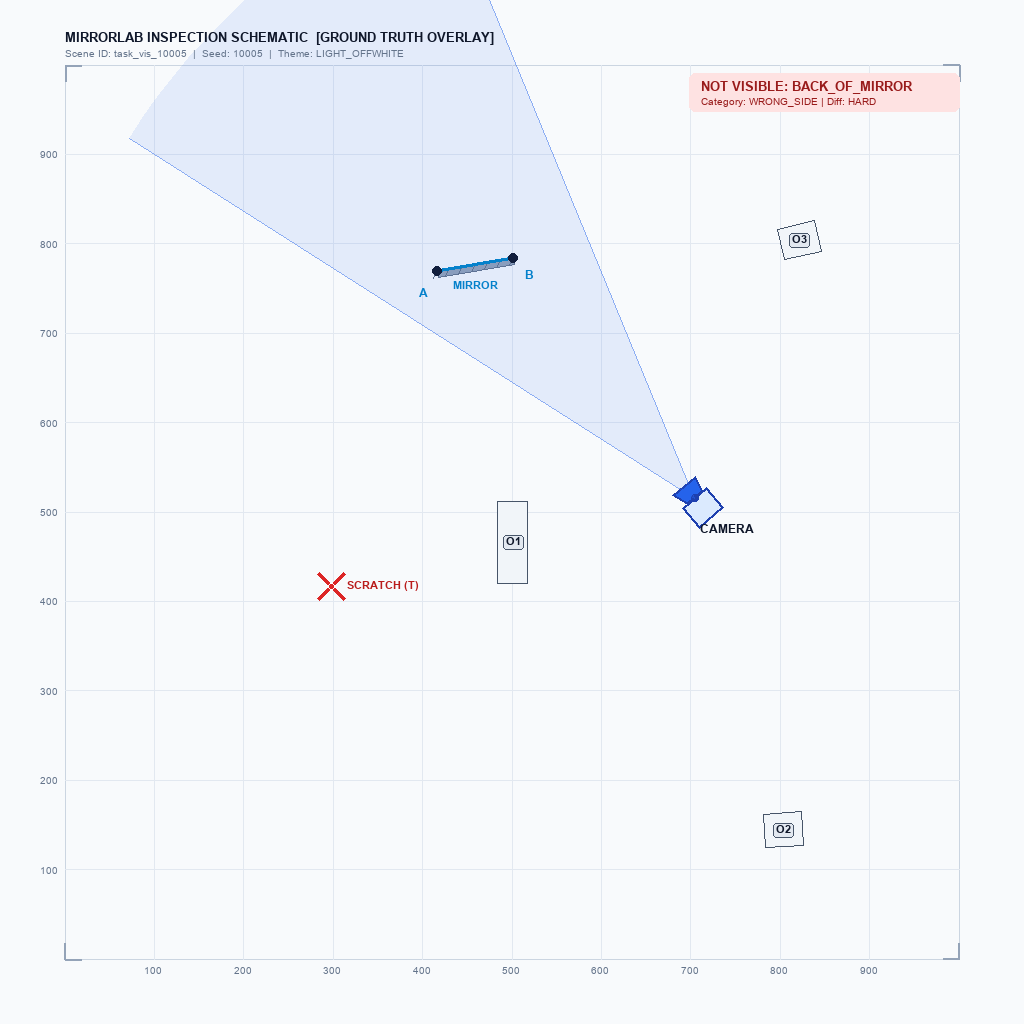 MIRRORLAB INSPECTION SCHEMATIC [GROUND TRUTH OVERLAY]
Scene ID: task_vis_10005 | Seed: 10005 | Theme: LIGHT_OFFWHITE
NOT VISIBLE: BACK_OF_MIRROR
Category: WRONG_SIDE | Diff: HARD
900
800
700
600
500
400
300
200
100
O3
A
MIRROR
B
CAMERA
O1
SCRATCH (T)
O2
100 200 300 400 500 600 700 800 900